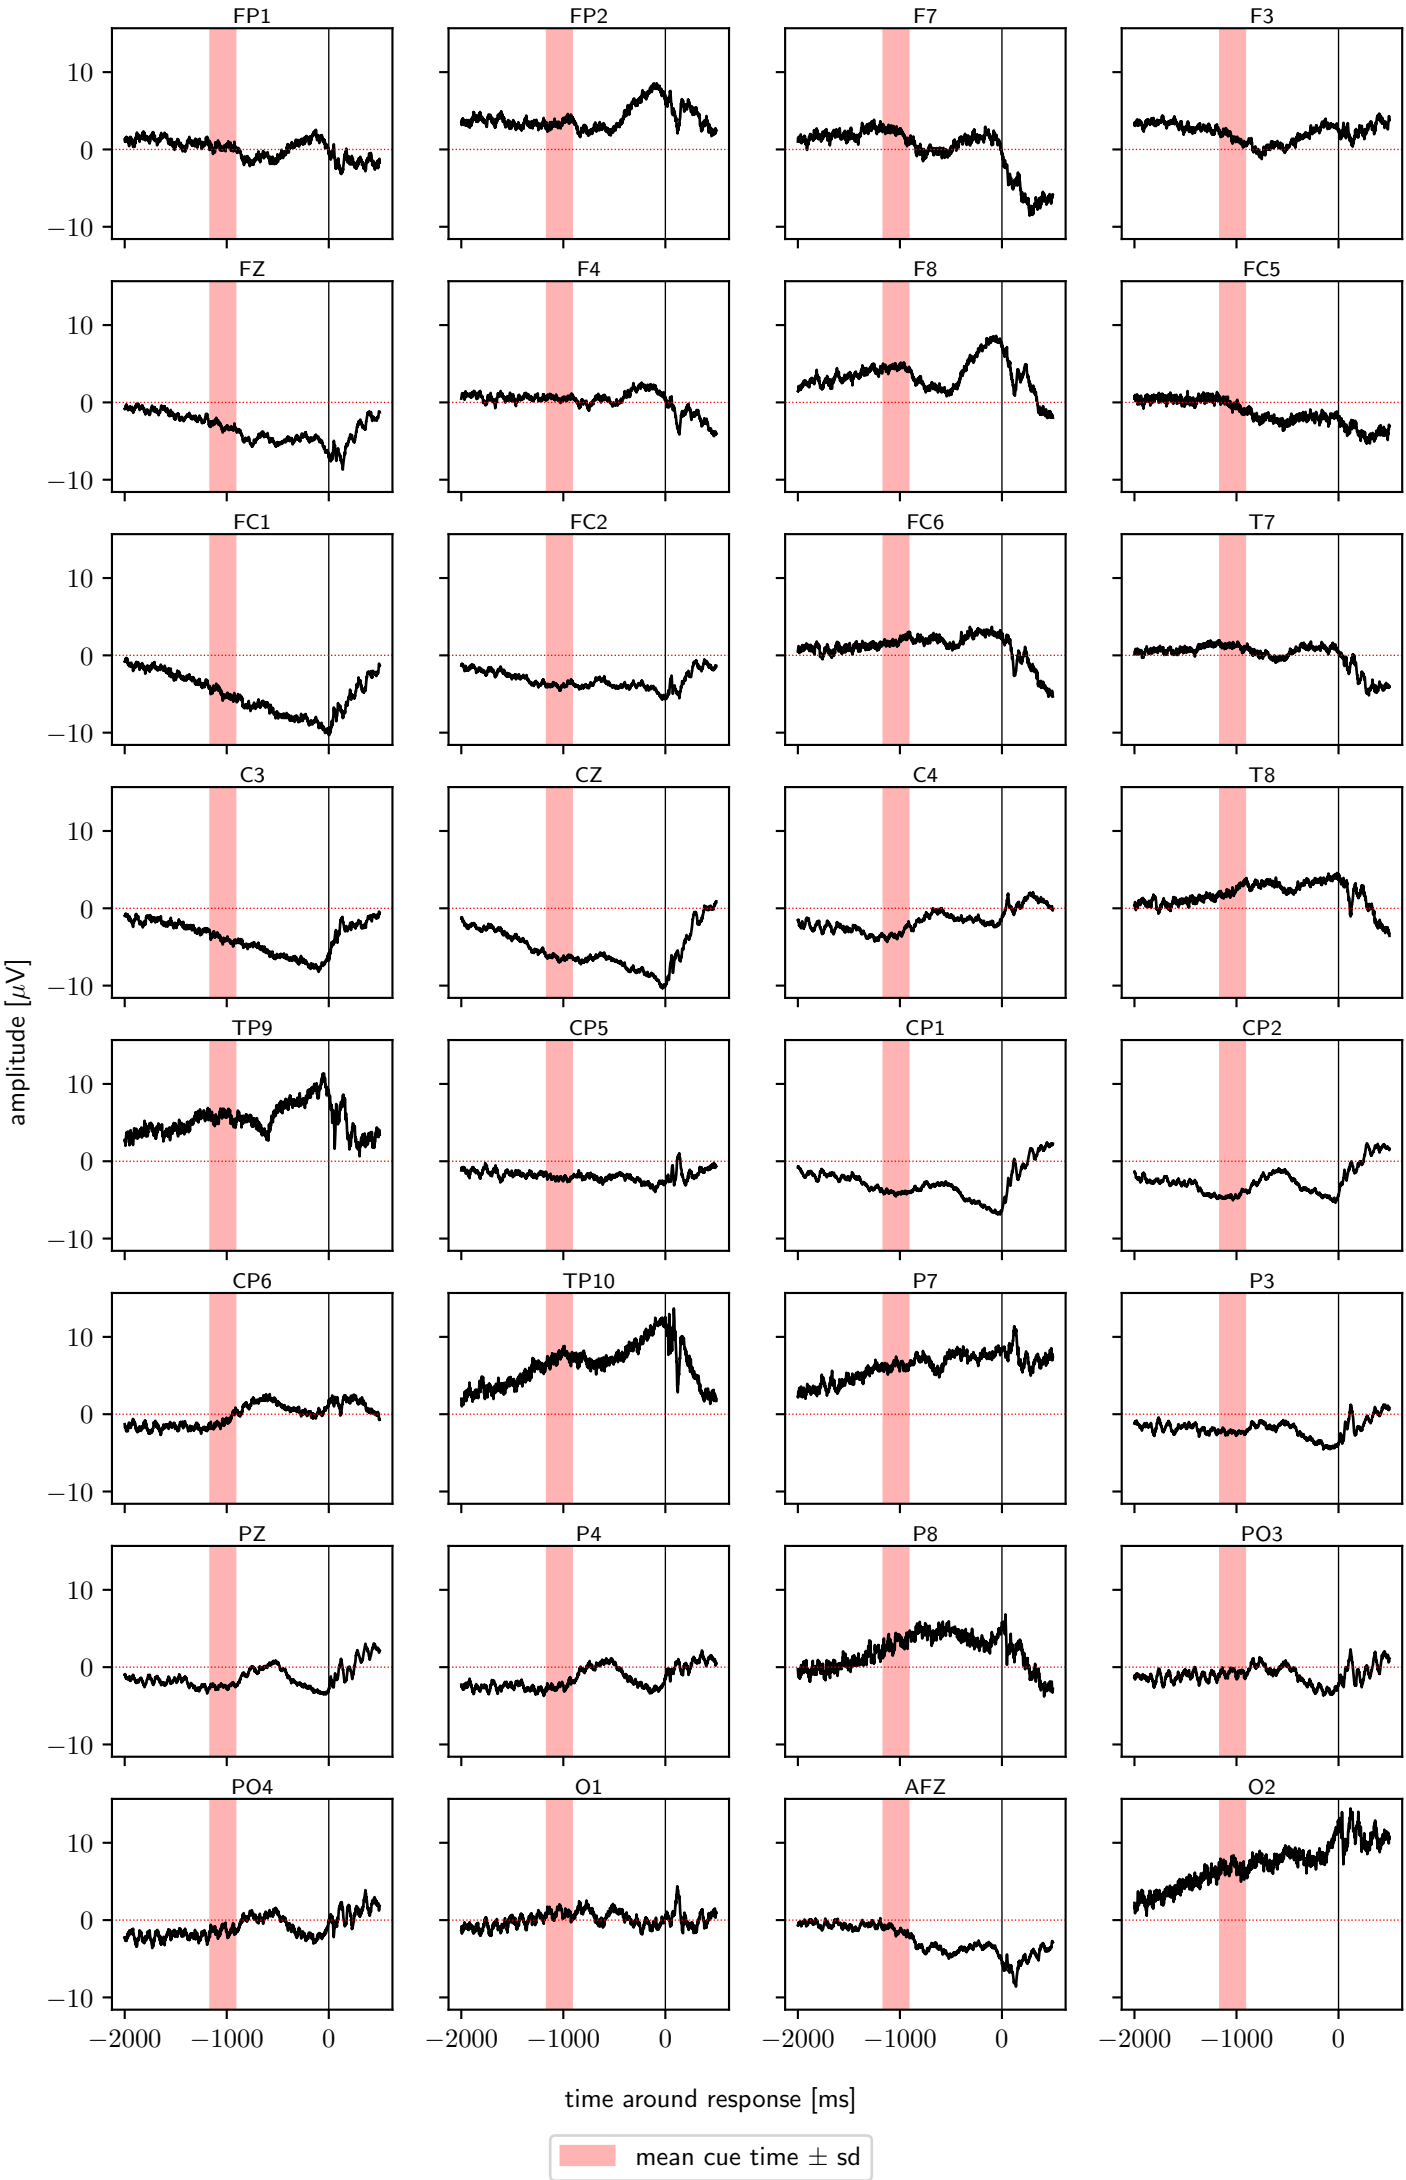 FP1 FP2 F7 F3
10
0
−10
FZ F4 F8 FC5
10
0
−10
FC1 FC2 FC6 T7
10
0
−10
C3 CZ C4 T8
10
0
−10
amplitude [μV]
TP9 CP5 CP1 CP2
10
0
−10
CP6 TP10 P7 P3
10
0
−10
PZ P4 P8 PO3
10
0
−10
PO4 O1 AFZ O2
10
0
−10
−2000 −1000 0 −2000 −1000 0 −2000 −1000 0 −2000 −1000 0
time around response [ms]
mean cue time ± sd